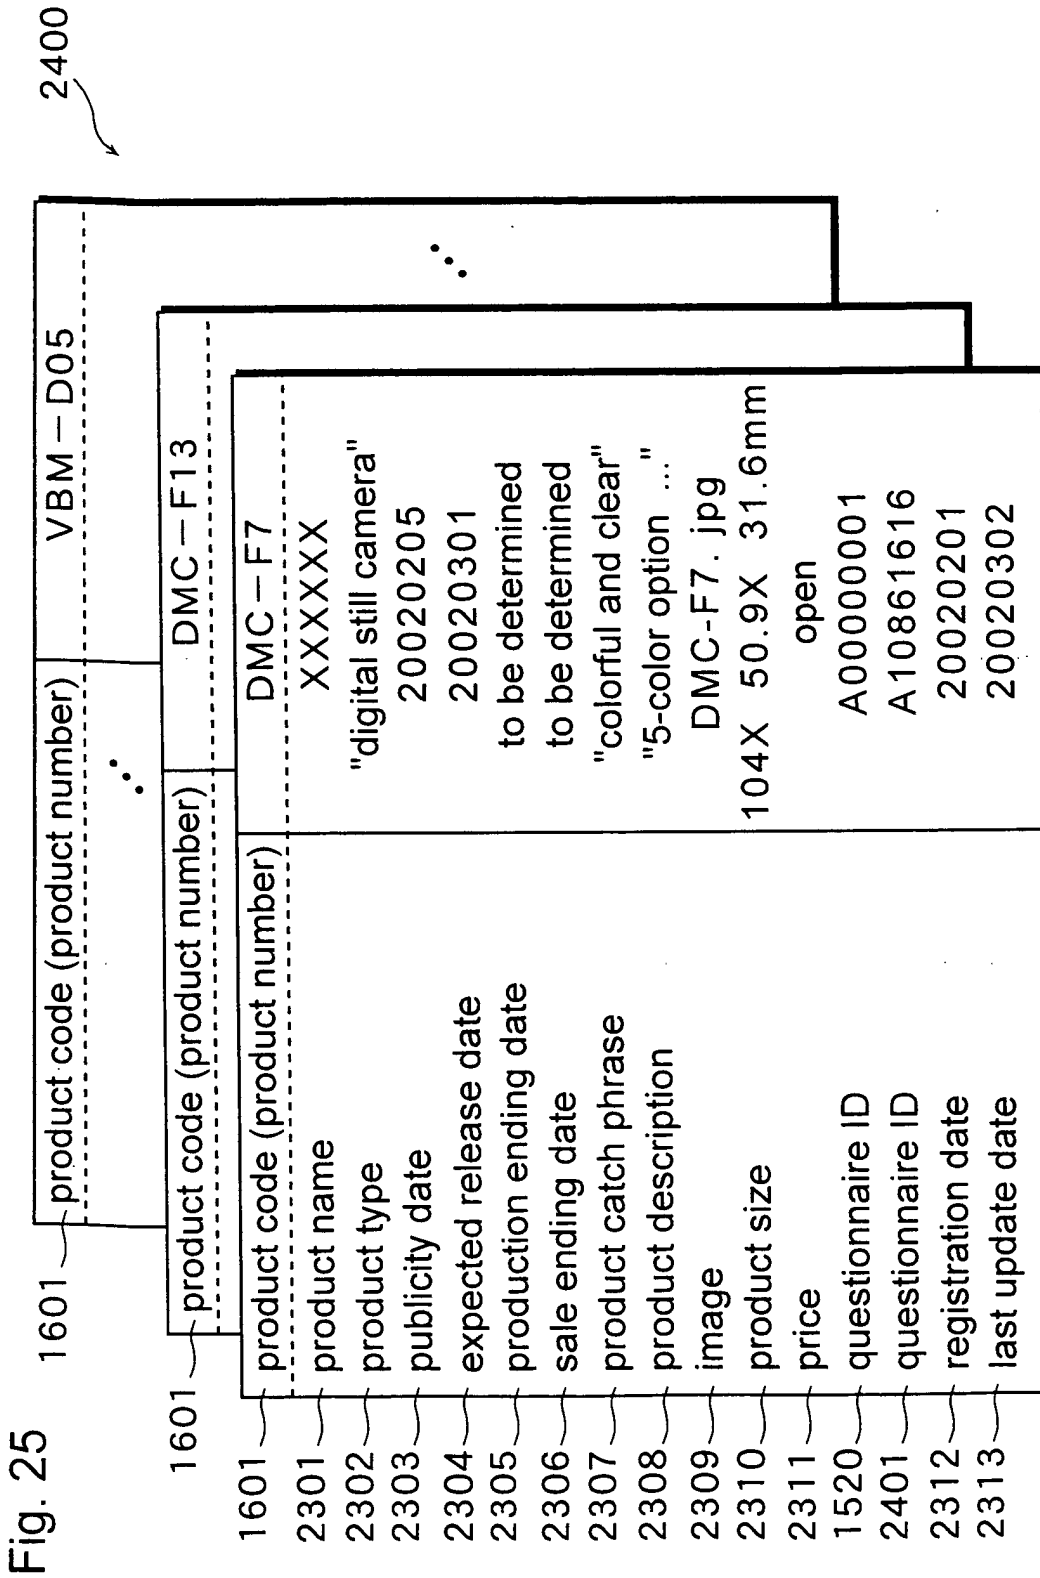 Fig. 25
2400
1601 product code (product number) VBM-D05
1601 product code (product number) DMC-F13
1601 product code (product number) DMC-F7
2301 product name XXXXXX
2302 product type "digital still camera"
2303 publicity date 20020205
2304 expected release date 20020301
2305 production ending date to be determined
2306 sale ending date to be determined
2307 product catch phrase "colorful and clear"
2308 product description "5-color option ..."
2309 image DMC-F7. jpg
2310 product size 104X 50.9X 31.6mm
2311 price open
1520 questionnaire ID A00000001
2401 questionnaire ID A10861616
2312 registration date 20020201
2313 last update date 20020302